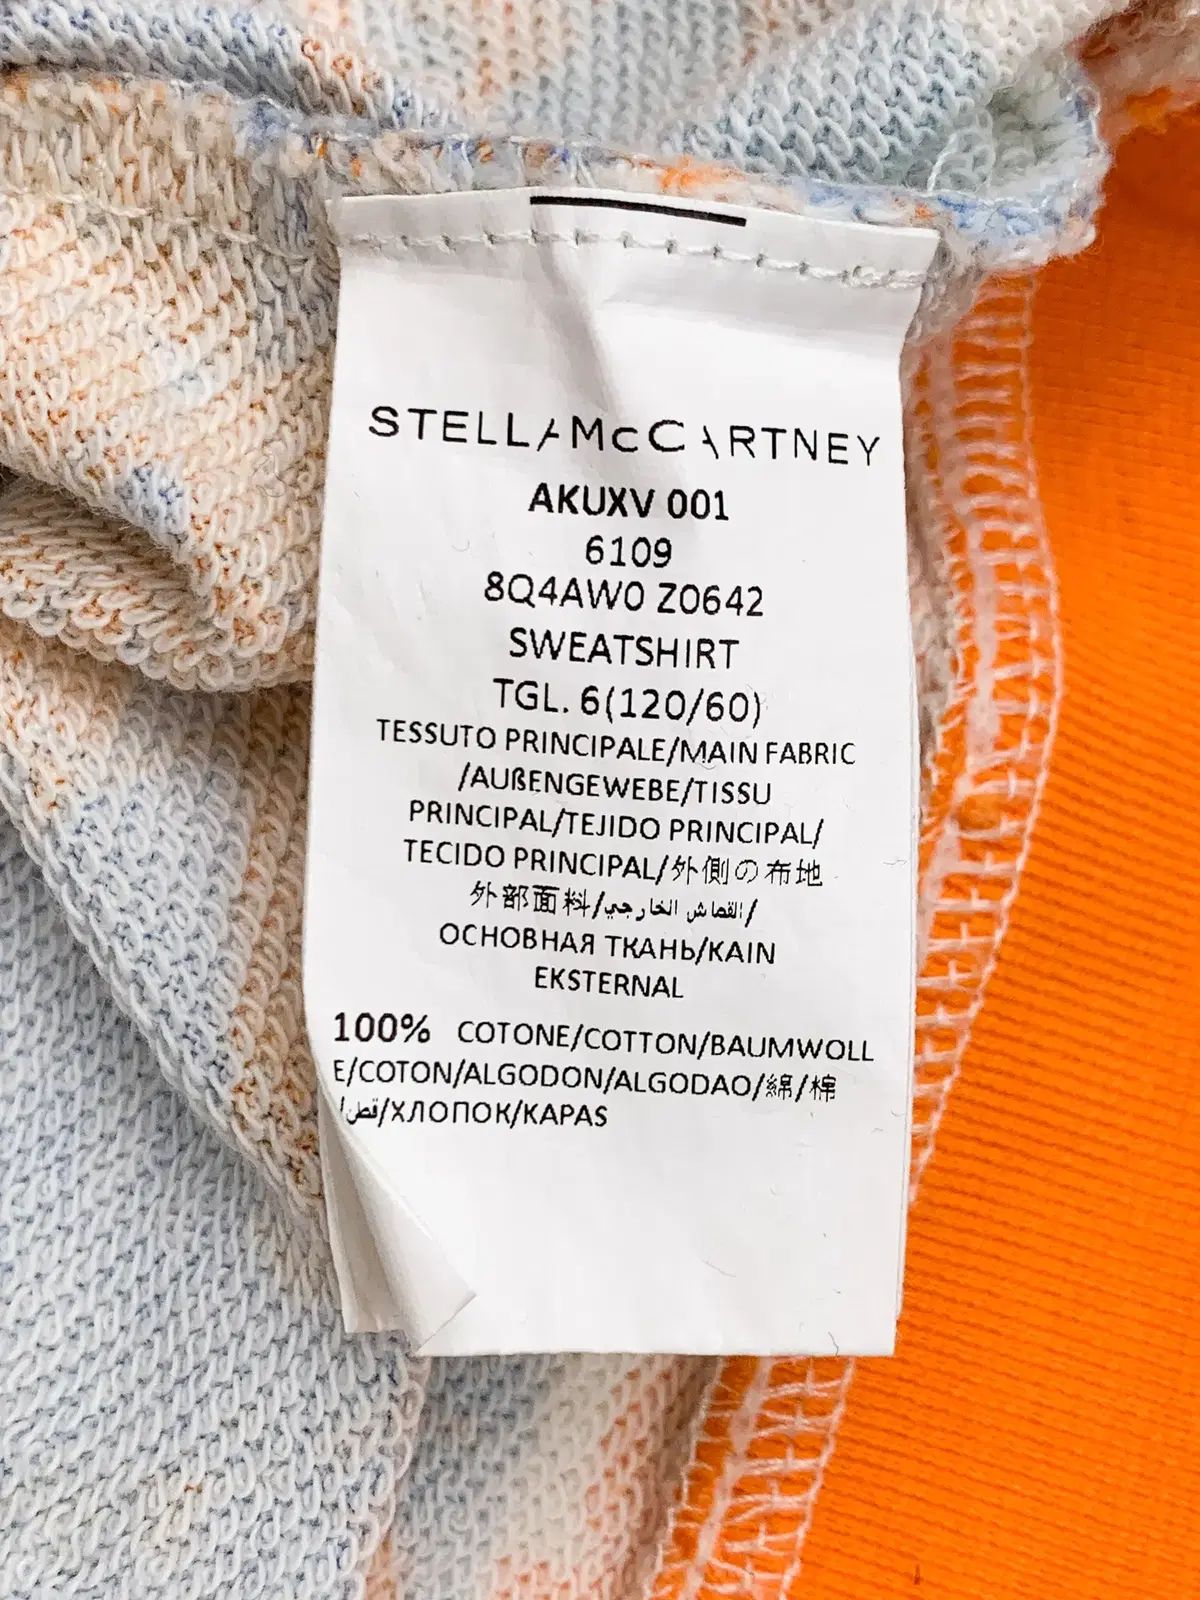 STELLAMcCARTNEY
AKUXV 001
6109
8Q4AW0 Z0642
SWEATSHIRT
TGL. 6(120/60)
TESSUTO PRINCIPALE/MAIN FABRIC
/AUßENGEWEBE/TISSU
PRINCIPAL/TEJIDO PRINCIPAL/
TECIDO PRINCIPAL/外側の布地
外部面料/القماش الخارجي/
ОСНОВНАЯ ТКАНЬ/KAIN
EKSTERNAL
100% COTONE/COTTON/BAUMWOLL
E/COTON/ALGODON/ALGODAO/綿/棉
/قطن/ХЛОПОК/KAPAS